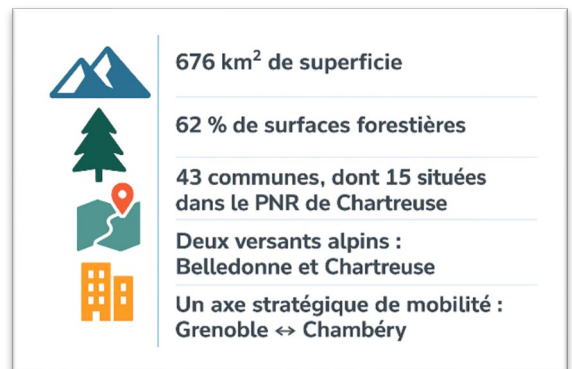 676 km² de superficie
62 % de surfaces forestières
43 communes, dont 15 situées
dans le PNR de Chartreuse
Deux versants alpins :
Belledonne et Chartreuse
Un axe stratégique de mobilité :
Grenoble ↔ Chambéry